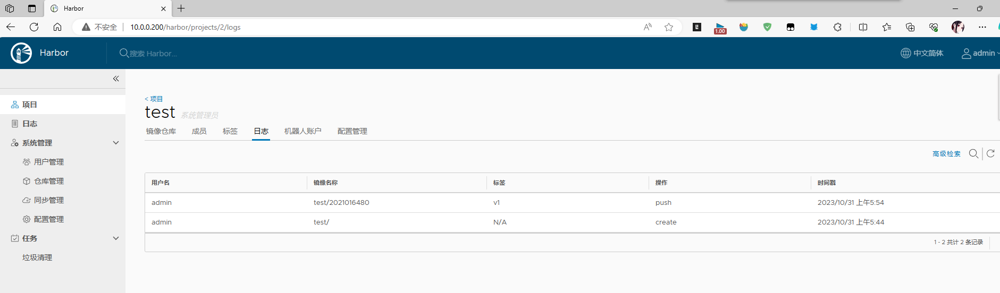 Harbor
不安全 10.0.0.200/harbor/projects/2/logs
1.00
Harbor 搜索 Harbor... 中文简体 admin
项目
日志
系统管理
用户管理
仓库管理
同步管理
配置管理
任务
垃圾清理
< 项目
test 系统管理员
镜像仓库 成员 标签 日志 机器人账户 配置管理
高级检索
用户名 镜像名称 标签 操作 时间戳
admin test/2021016480 v1 push 2023/10/31 上午5:54
admin test/ N/A create 2023/10/31 上午5:44
1 - 2 共计 2 条记录